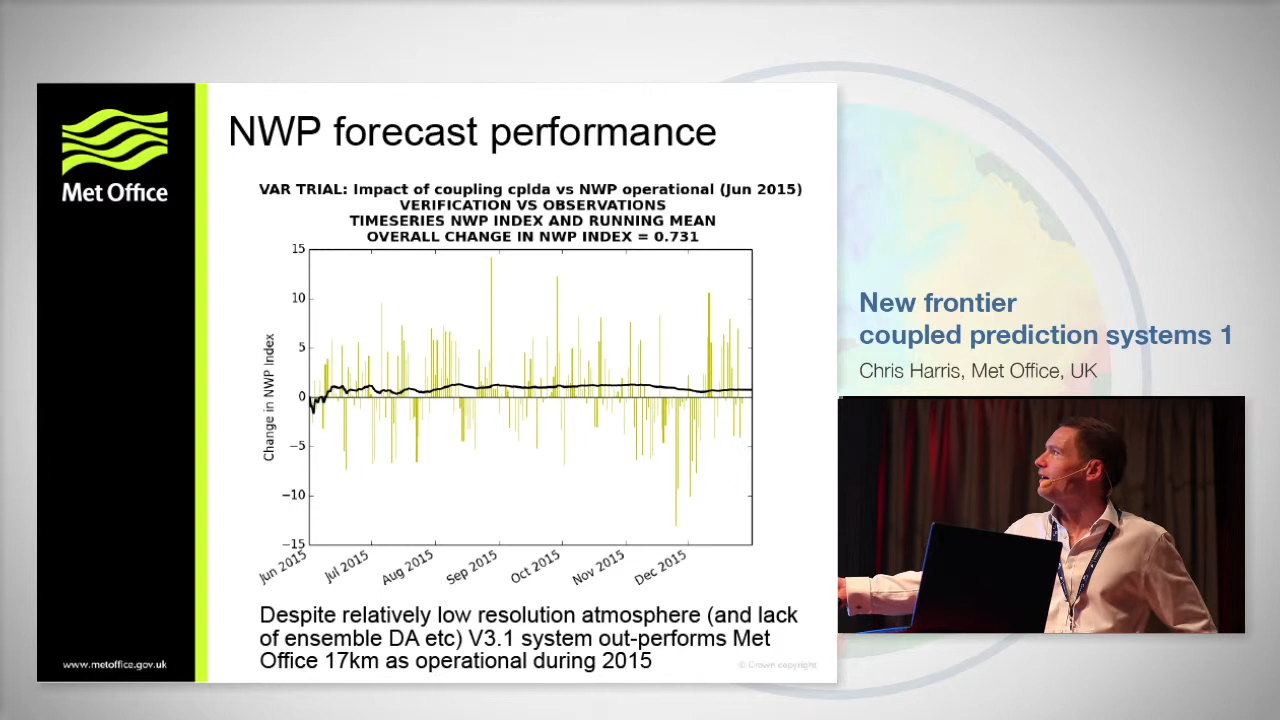 Met Office
www.metoffice.gov.uk
NWP forecast performance
VAR TRIAL: Impact of coupling cplda vs NWP operational (Jun 2015)
VERIFICATION VS OBSERVATIONS
TIMESERIES NWP INDEX AND RUNNING MEAN
OVERALL CHANGE IN NWP INDEX = 0.731
Change in NWP Index
15
10
5
0
−5
−10
−15
Jun 2015
Jul 2015
Aug 2015
Sep 2015
Oct 2015
Nov 2015
Dec 2015
Despite relatively low resolution atmosphere (and lack
of ensemble DA etc) V3.1 system out-performs Met
Office 17km as operational during 2015
© Crown copyright
New frontier
coupled prediction systems 1
Chris Harris, Met Office, UK